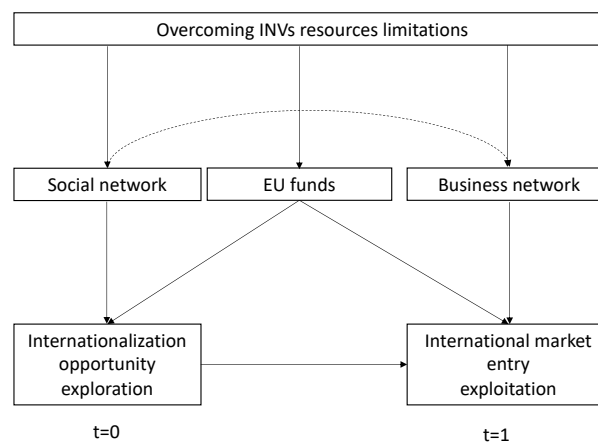 Overcoming INVs resources limitations
Social network
EU funds
Business network
Internationalization
opportunity
exploration
International market
entry
exploitation
t=0
t=1